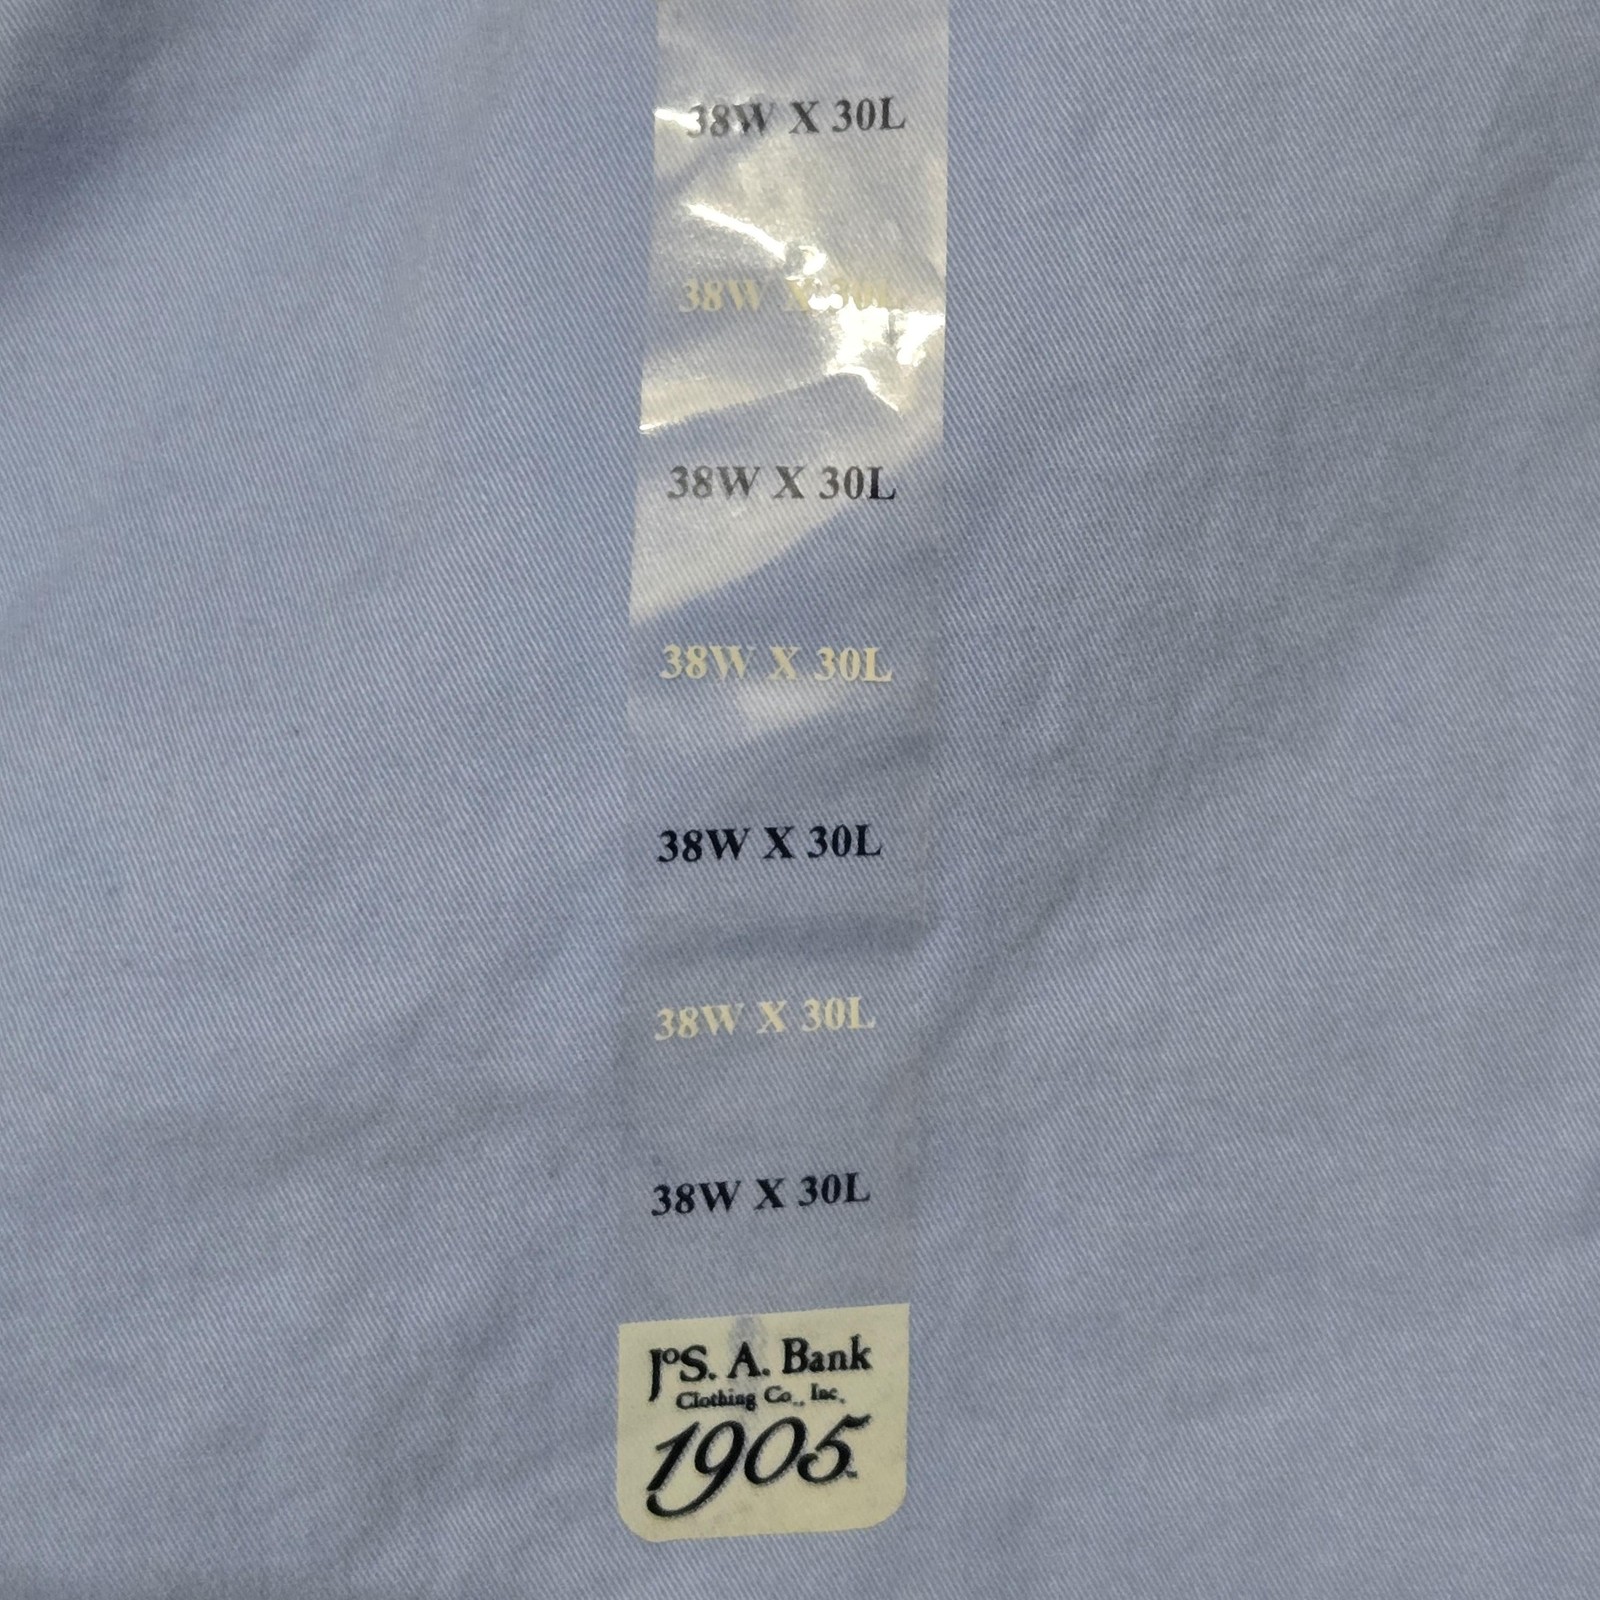 38W X 30L
38W X 30L
38W X 30L
38W X 30L
38W X 30L
38W X 30L
38W X 30L
JoS. A. Bank
Clothing Co., Inc.
1905™